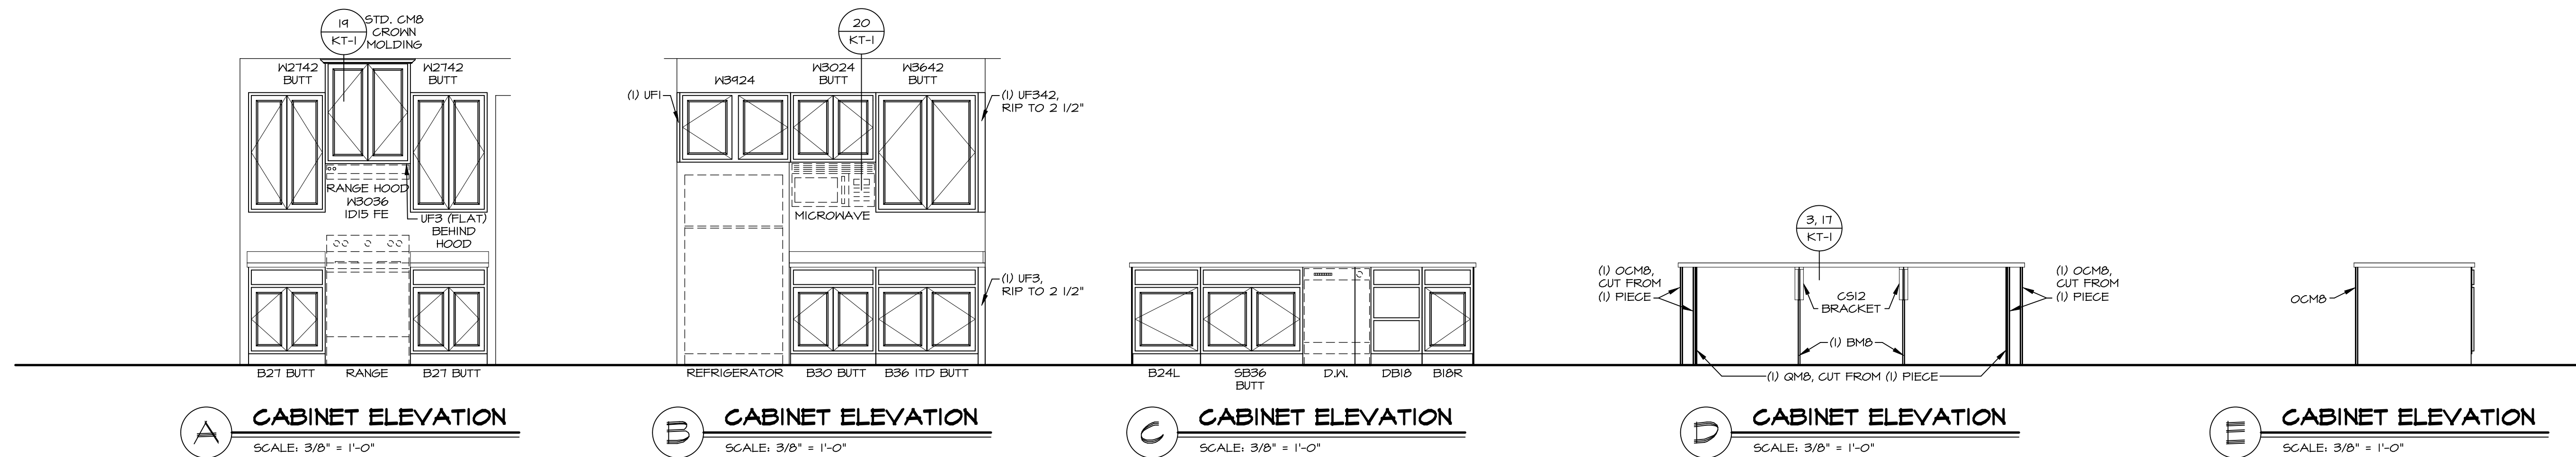 19
KT-1
STD. CM8
CROWN
MOLDING
W2742
BUTT
W2742
BUTT
RANGE HOOD
W3036
1D15 FE
UF3 (FLAT)
BEHIND
HOOD
B27 BUTT
RANGE
B27 BUTT
A
CABINET ELEVATION
SCALE: 3/8" = 1'-0"
20
KT-1
W3924
W3024
BUTT
W3642
BUTT
(1) UF1
(1) UF342,
RIP TO 2 1/2"
MICROWAVE
(1) UF3,
RIP TO 2 1/2"
REFRIGERATOR
B30 BUTT
B36 1TD BUTT
B
CABINET ELEVATION
SCALE: 3/8" = 1'-0"
B24L
SB36
BUTT
D.W.
DB18
B18R
C
CABINET ELEVATION
SCALE: 3/8" = 1'-0"
3, 17
KT-1
(1) OCM8,
CUT FROM
(1) PIECE
CS12
BRACKET
(1) OCM8,
CUT FROM
(1) PIECE
(1) BM8
(1) QM8, CUT FROM (1) PIECE
D
CABINET ELEVATION
SCALE: 3/8" = 1'-0"
OCM8
E
CABINET ELEVATION
SCALE: 3/8" = 1'-0"